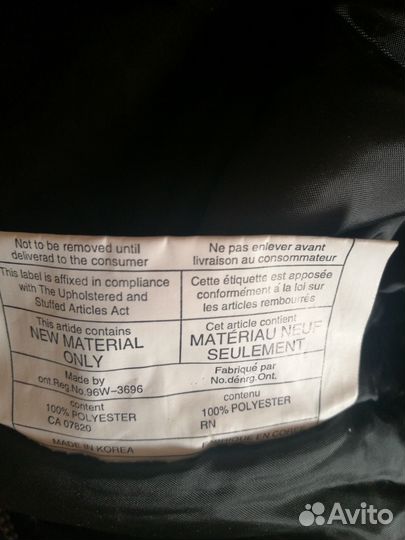 Not to be removed until
deliverad to the consumer
Ne pas enlever avant
livraison au consommateur
This label is affixed in compliance
with The Upholstered and
Stuffed Articles Act
Cette étiquette est apposée
conformément à la loi sur
les articles rembourrés
This artide contains
NEW MATERIAL
ONLY
Cet article contient
MATÉRIAU NEUF
SEULEMENT
Made by
ont.Reg.No.96W-3696
Fabriqué par
No.dénrg.Ont.
content
100% POLYESTER
CA 07820
contenu
100% POLYESTER
RN
MADE IN KOREA
FABRIQUE EN COREE
Avito